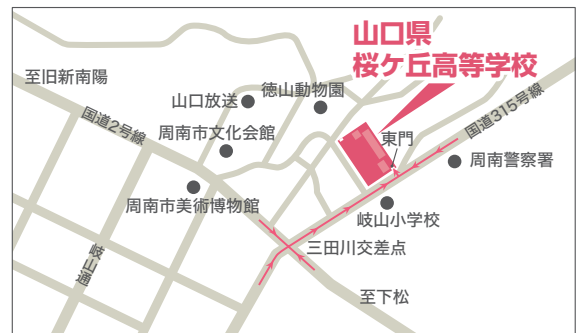 山口県
桜ケ丘高等学校
至旧新南陽
山口放送
徳山動物園
国道2号線
周南市文化会館
東門
国道315号線
周南警察署
周南市美術博物館
岐山小学校
三田川交差点
岐山通
至下松